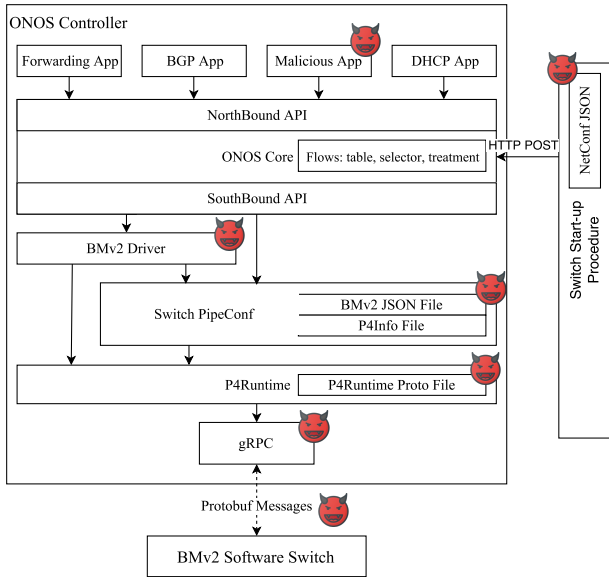 ONOS Controller
Forwarding App
BGP App
Malicious App
DHCP App
NorthBound API
ONOS Core
Flows: table, selector, treatment
HTTP POST
NetConf JSON
Switch Start-up
Procedure
SouthBound API
BMv2 Driver
Switch PipeConf
BMv2 JSON File
P4Info File
P4Runtime
P4Runtime Proto File
gRPC
Protobuf Messages
BMv2 Software Switch